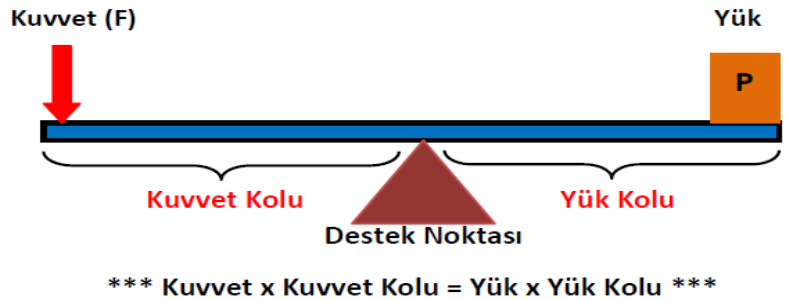 Kuvvet (F) Yük
P
Kuvvet Kolu Yük Kolu
Destek Noktası
*** Kuvvet x Kuvvet Kolu = Yük x Yük Kolu ***